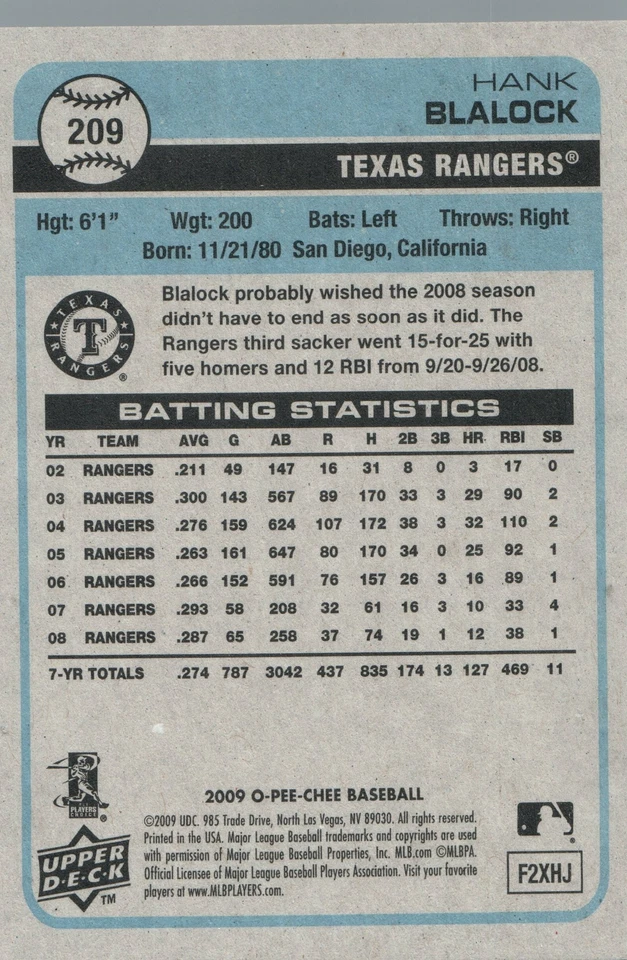 209
HANK
BLALOCK
TEXAS RANGERS®
Hgt: 6'1" Wgt: 200 Bats: Left Throws: Right
Born: 11/21/80 San Diego, California
TEXAS
T
RANGERS
®
Blalock probably wished the 2008 season
didn't have to end as soon as it did. The
Rangers third sacker went 15-for-25 with
five homers and 12 RBI from 9/20-9/26/08.
BATTING STATISTICS
YR TEAM AVG G AB R H 2B 3B HR RBI SB
02 RANGERS .211 49 147 16 31 8 0 3 17 0
03 RANGERS .300 143 567 89 170 33 3 29 90 2
04 RANGERS .276 159 624 107 172 38 3 32 110 2
05 RANGERS .263 161 647 80 170 34 0 25 92 1
06 RANGERS .266 152 591 76 157 26 3 16 89 1
07 RANGERS .293 58 208 32 61 16 3 10 33 4
08 RANGERS .287 65 258 37 74 19 1 12 38 1
7-YR TOTALS .274 787 3042 437 835 174 13 127 469 11
PLAYERS
CHOICE
®
2009 O-PEE-CHEE BASEBALL
©2009 UDC. 985 Trade Drive, North Las Vegas, NV 89030. All rights reserved.
Printed in the USA. Major League Baseball trademarks and copyrights are used
with permission of Major League Baseball Properties, Inc. MLB.com ©MLBPA.
Official Licensee of Major League Baseball Players Association. Visit your favorite
players at www.MLBPLAYERS.com.
UPPER
D·E·C·K
TM
®
F2XHJ